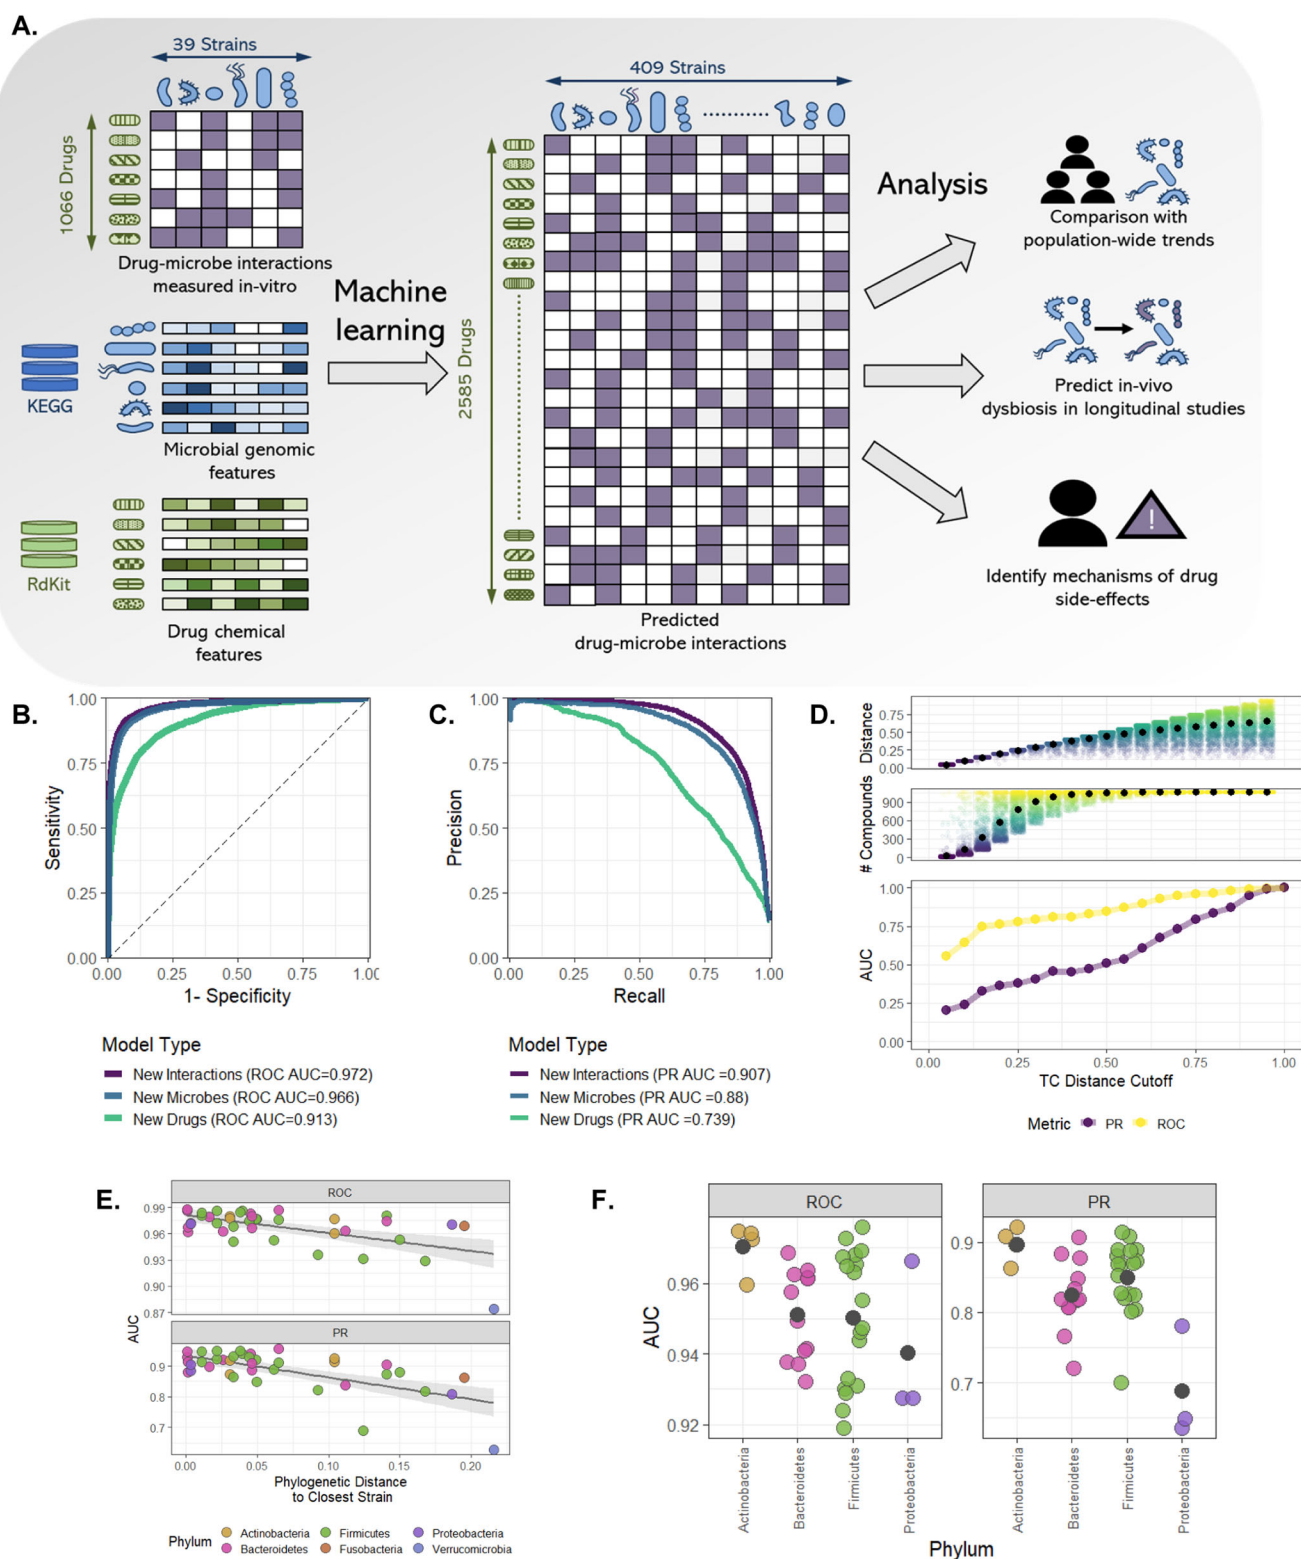 A.
39 Strains
1066 Drugs
Drug-microbe interactions
measured in-vitro
KEGG
Microbial genomic
features
RdKit
Drug chemical
features
Machine
learning
409 Strains
2585 Drugs
Predicted
drug-microbe interactions
Analysis
Comparison with
population-wide trends
Predict in-vivo
dysbiosis in longitudinal studies
!
Identify mechanisms of drug
side-effects
B.
1.00
0.75
0.50
0.25
0.00
Sensitivity
0.00 0.25 0.50 0.75 1.00
1- Specificity
Model Type
New Interactions (ROC AUC=0.972)
New Microbes (ROC AUC=0.966)
New Drugs (ROC AUC=0.913)
C.
1.00
0.75
0.50
0.25
0.00
Precision
0.00 0.25 0.50 0.75 1.00
Recall
Model Type
New Interactions (PR AUC =0.907)
New Microbes (PR AUC =0.88)
New Drugs (PR AUC =0.739)
D.
Distance
0.75
0.50
0.25
0.00
# Compounds
900
600
300
0
AUC
1.00
0.75
0.50
0.25
0.00
0.00 0.25 0.50 0.75 1.00
TC Distance Cutoff
Metric PR ROC
E.
ROC
0.99
0.96
0.93
0.90
0.87
AUC
PR
0.9
0.8
0.7
0.00 0.05 0.10 0.15 0.20
Phylogenetic Distance
to Closest Strain
Phylum
Actinobacteria Firmicutes Proteobacteria
Bacteroidetes Fusobacteria Verrucomicrobia
F.
ROC PR
AUC
0.96
0.94
0.92
0.9
0.8
0.7
Actinobacteria
Bacteroidetes
Firmicutes
Proteobacteria
Actinobacteria
Bacteroidetes
Firmicutes
Proteobacteria
Phylum